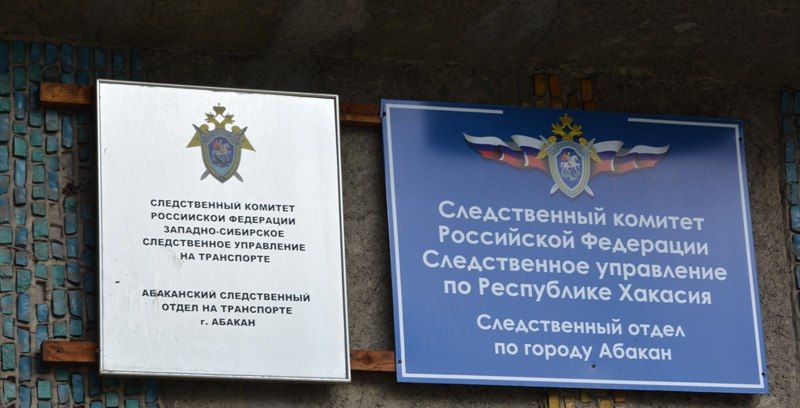 СЛЕДСТВЕННЫЙ КОМИТЕТ
РОССИЙСКОЙ ФЕДЕРАЦИИ
ЗАПАДНО-СИБИРСКОЕ
СЛЕДСТВЕННОЕ УПРАВЛЕНИЕ
НА ТРАНСПОРТЕ
АБАКАНСКИЙ СЛЕДСТВЕННЫЙ
ОТДЕЛ НА ТРАНСПОРТЕ
г. АБАКАН
Следственный комитет
Российской Федерации
Следственное управление
по Республике Хакасия
Следственный отдел
по городу Абакан